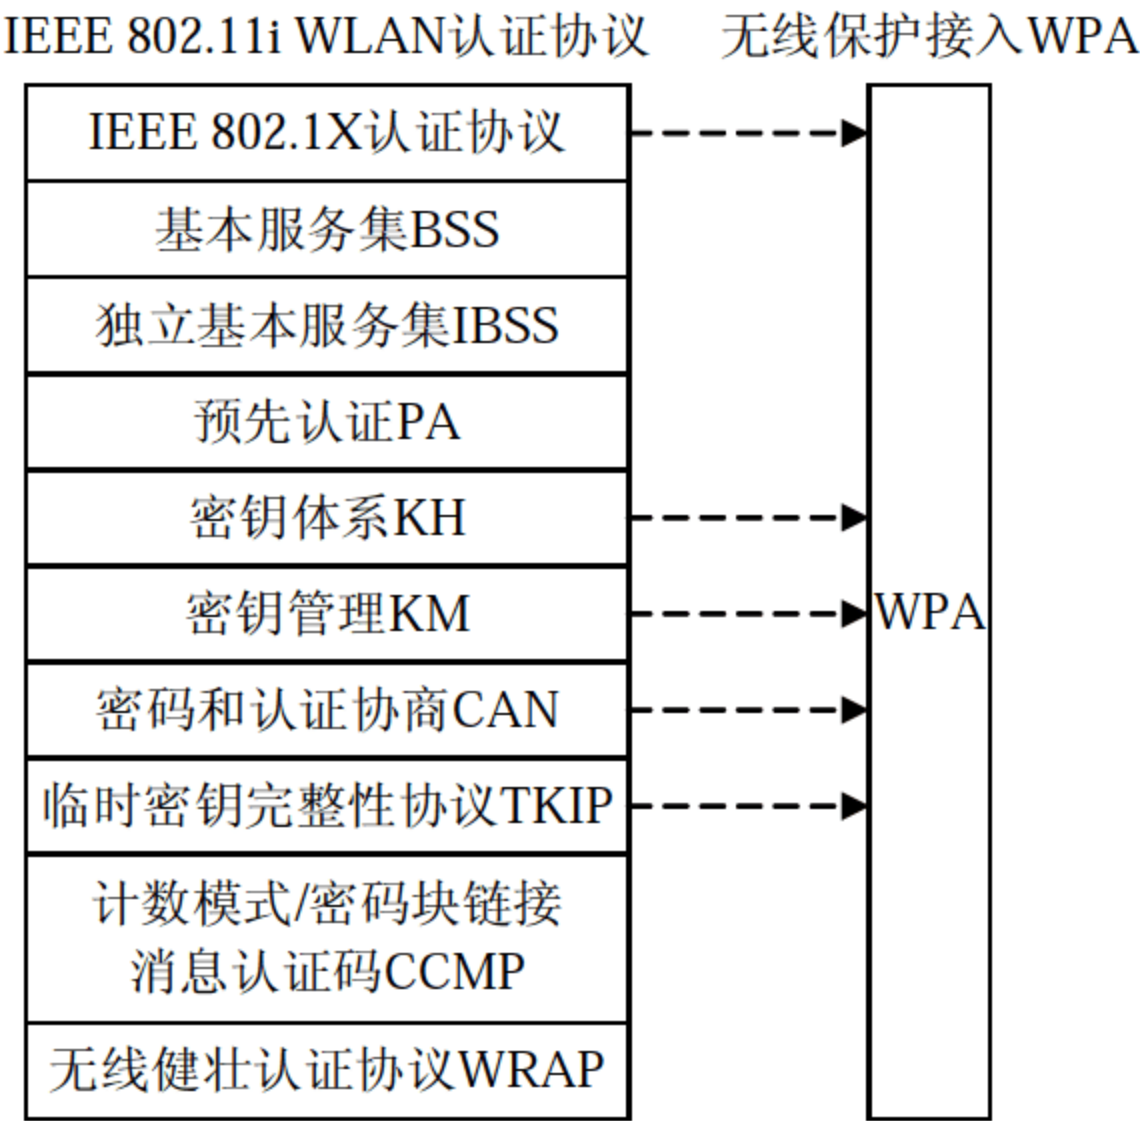 IEEE 802.11i WLAN认证协议
无线保护接入WPA
IEEE 802.1X认证协议
基本服务集BSS
独立基本服务集IBSS
预先认证PA
密钥体系KH
密钥管理KM
WPA
密码和认证协商CAN
临时密钥完整性协议TKIP
计数模式/密码块链接
消息认证码CCMP
无线健壮认证协议WRAP